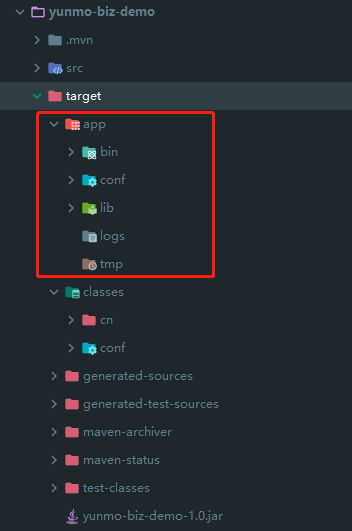 yunmo-biz-demo
.mvn
src
target
app
bin
conf
lib
logs
tmp
classes
cn
conf
generated-sources
generated-test-sources
maven-archiver
maven-status
test-classes
yunmo-biz-demo-1.0.jar